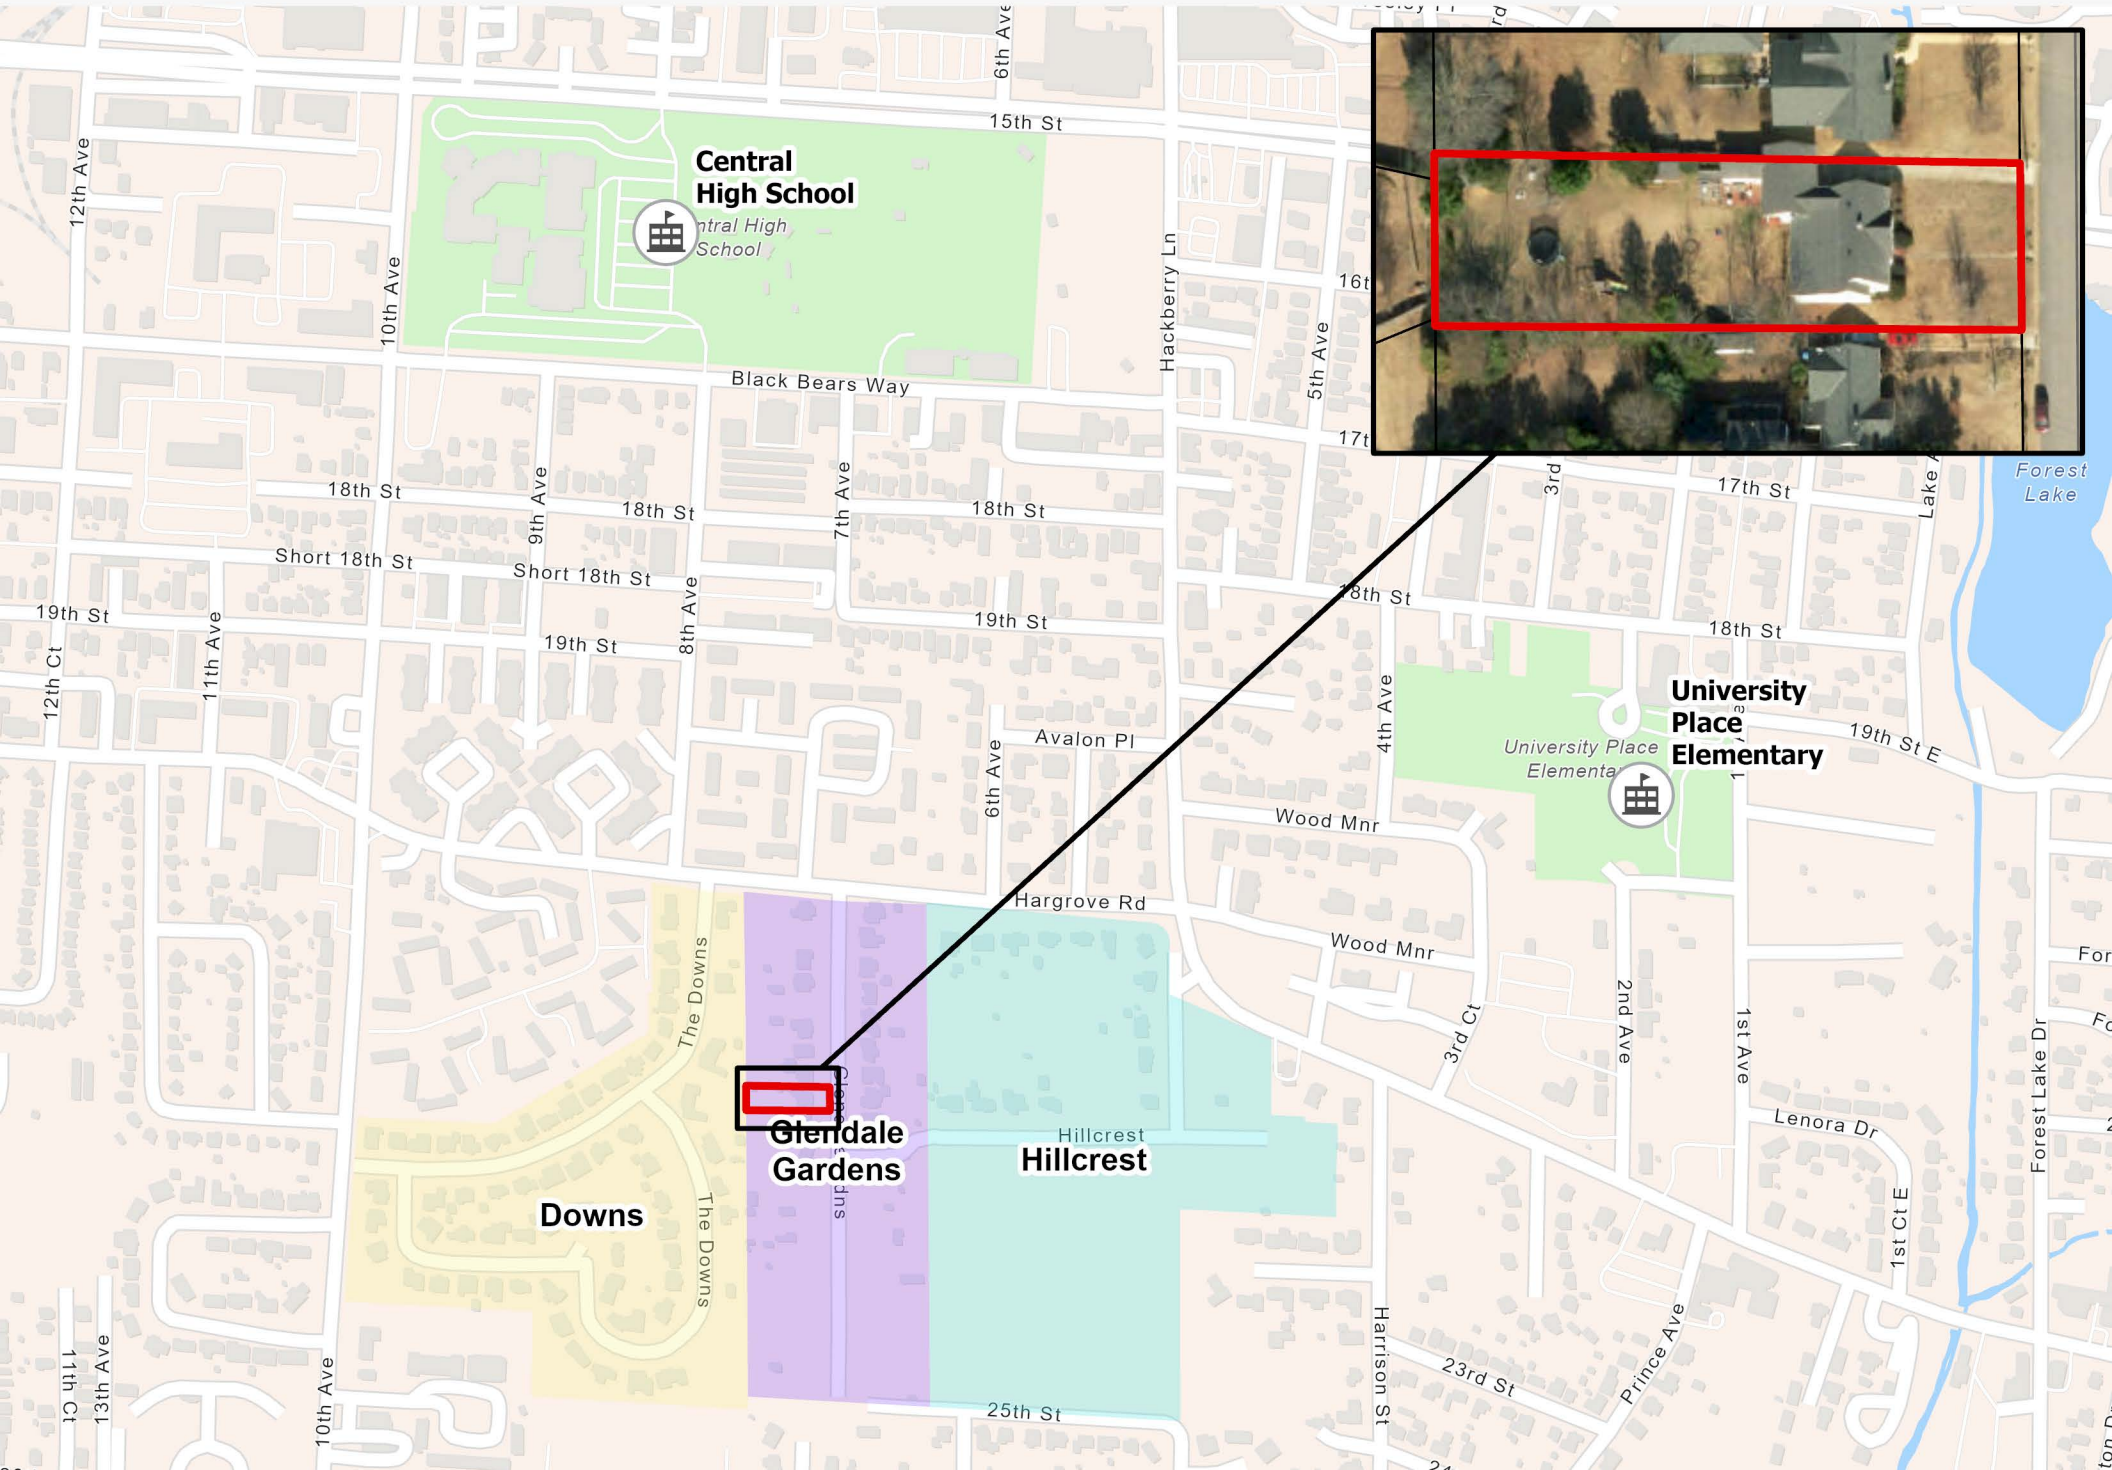 6th Ave
15th St
Central
High School
ntral High
School
12th Ave
10th Ave
Hackberry Ln
5th Ave
16t
17t
Black Bears Way
3rd
17th St
Lake A
Forest
Lake
18th St
9th Ave
18th St
7th Ave
18th St
Short 18th St
Short 18th St
8th Ave
18th St
18th St
19th St
11th Ave
19th St
19th St
12th Ct
4th Ave
University
Place
Elementary
University Place
Elementa
19th St E
Avalon Pl
6th Ave
Wood Mnr
Hargrove Rd
Wood Mnr
The Downs
2nd Ave
1st Ave
3rd Ct
Forest Lake Dr
For
Fo
Glendale
Gardens
Hillcrest
Hillcrest
Lenora Dr
Downs
The Downs
1st Ct E
11th Ct
13th Ave
10th Ave
25th St
Harrison St
23rd St
Prince Ave